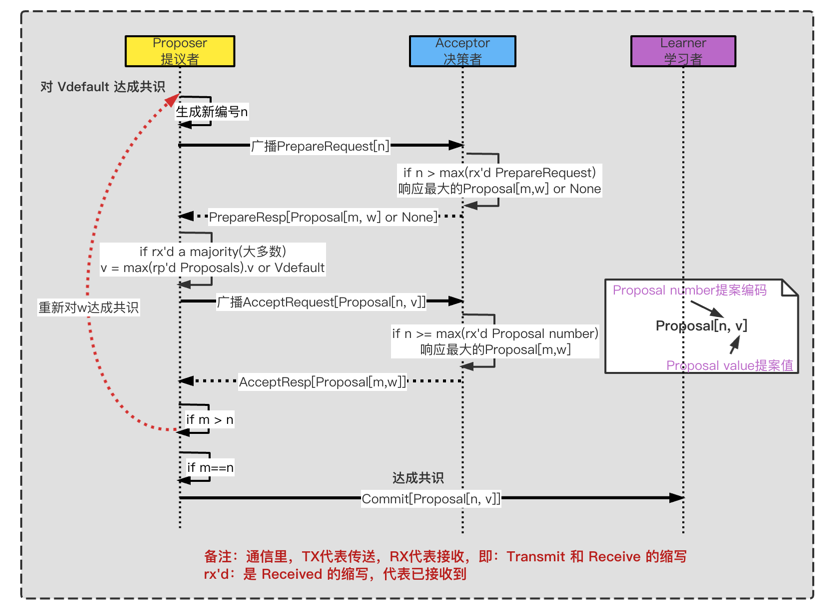 Proposer
提议者
Acceptor
决策者
Learner
学习者
对 Vdefault 达成共识
生成新编号n
广播PrepareRequest[n]
if n > max(rx'd PrepareRequest)
响应最大的Proposal[m,w] or None
PrepareResp[Proposal[m, w] or None]
if rx'd a majority(大多数)
v = max(rp'd Proposals).v or Vdefault
重新对w达成共识
广播AcceptRequest[Proposal[n, v]]
Proposal number提案编码
Proposal[n, v]
Proposal value提案值
if n >= max(rx'd Proposal number)
响应最大的Proposal[m,w]
AcceptResp[Proposal[m,w]]
if m > n
if m==n
达成共识
Commit[Proposal[n, v]]
备注：通信里，TX代表传送，RX代表接收，即：Transmit 和 Receive 的缩写
rx'd：是 Received 的缩写，代表已接收到